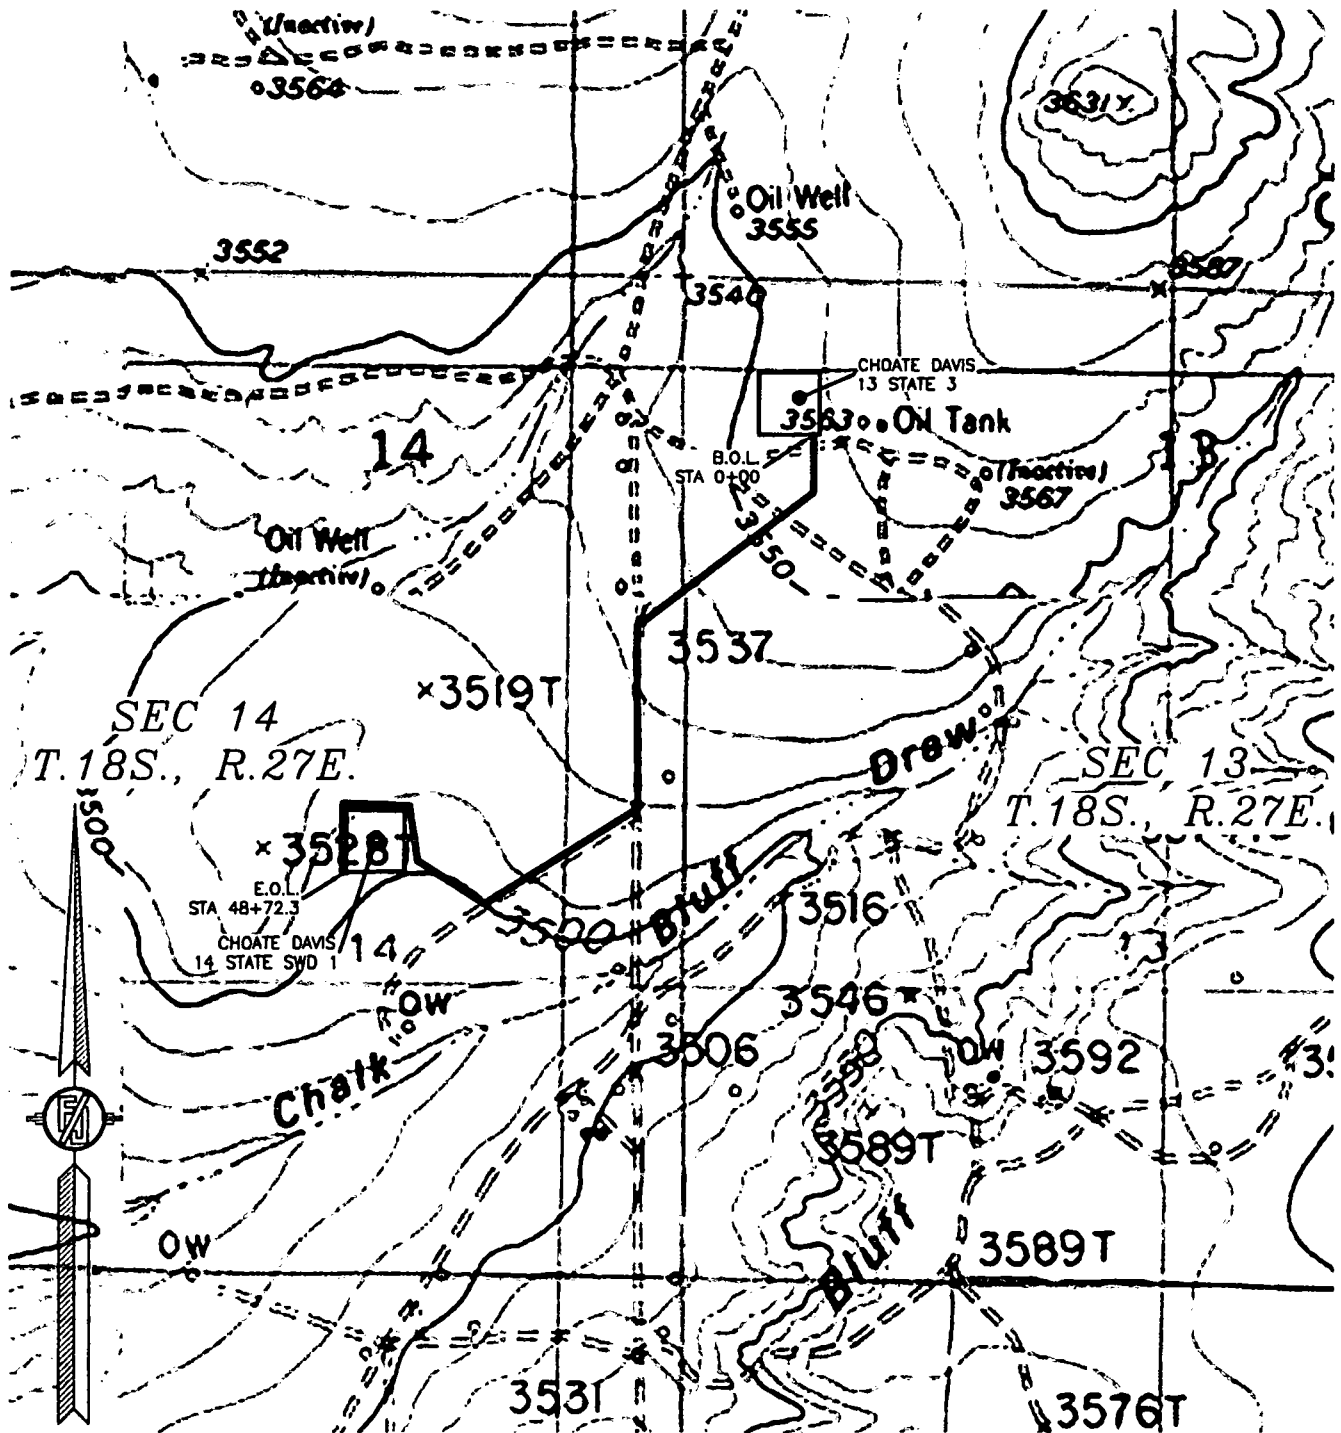 (Inactive)
3564
3631
Oil Well
3555
3552
3587
3540
CHOATE DAVIS
13 STATE 3
3563
Oil Tank
14
B.O.L.
STA 0+00
(Inactive)
3567
3550
Oil Well
(Inactive)
3537
×3519T
SEC 14
T.18S., R.27E.
Draw
SEC 13
T.18S., R.27E.
3500
×3528T
E.O.L.
STA 48+72.3
CHOATE DAVIS
14 STATE SWD 1
14
3500
Bluff
3516
13
3546
OW
Chalk
3506
OW
3592
3589T
Bluff
OW
3589T
3531
3576T